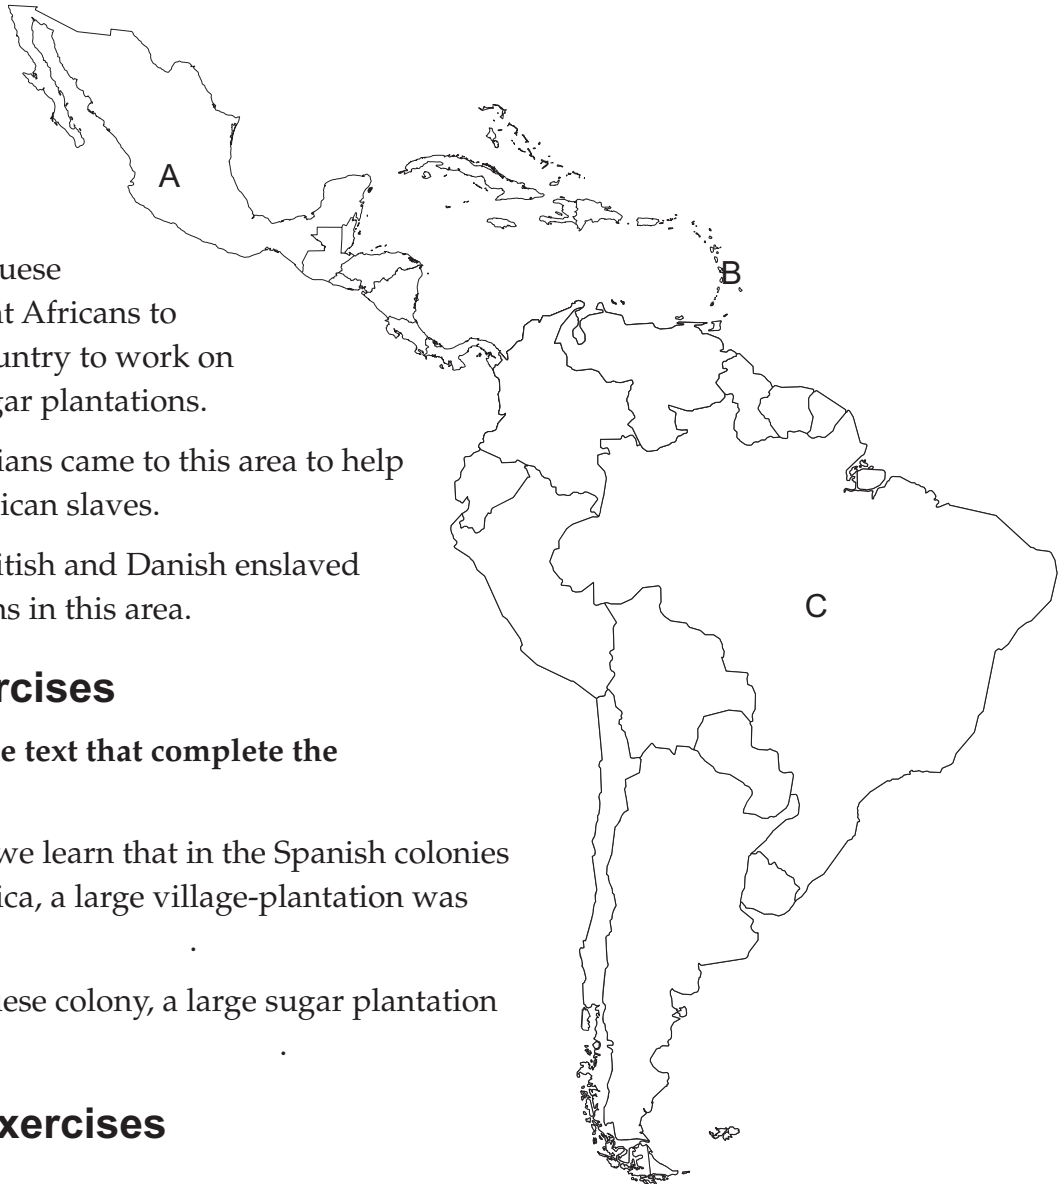 A
B
uese
t Africans to
untry to work on
gar plantations.
ians came to this area to help
ican slaves.
itish and Danish enslaved
ns in this area.
C
rcises
e text that complete the
we learn that in the Spanish colonies
ica, a large village-plantation was
.
uese colony, a large sugar plantation
.
xercises